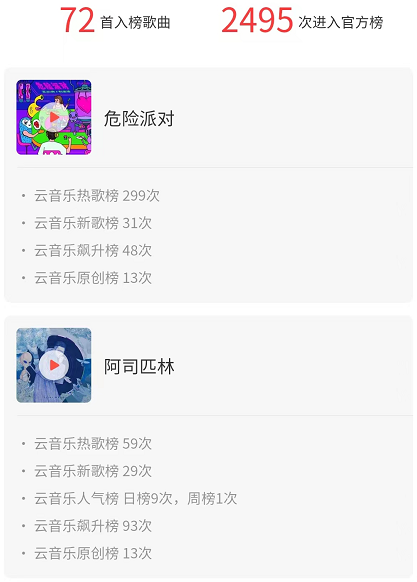 72 首入榜歌曲 2495 次进入官方榜
危险派对
· 云音乐热歌榜 299次
· 云音乐新歌榜 31次
· 云音乐飙升榜 48次
· 云音乐原创榜 13次
阿司匹林
· 云音乐热歌榜 59次
· 云音乐新歌榜 29次
· 云音乐人气榜 日榜9次，周榜1次
· 云音乐飙升榜 93次
· 云音乐原创榜 13次